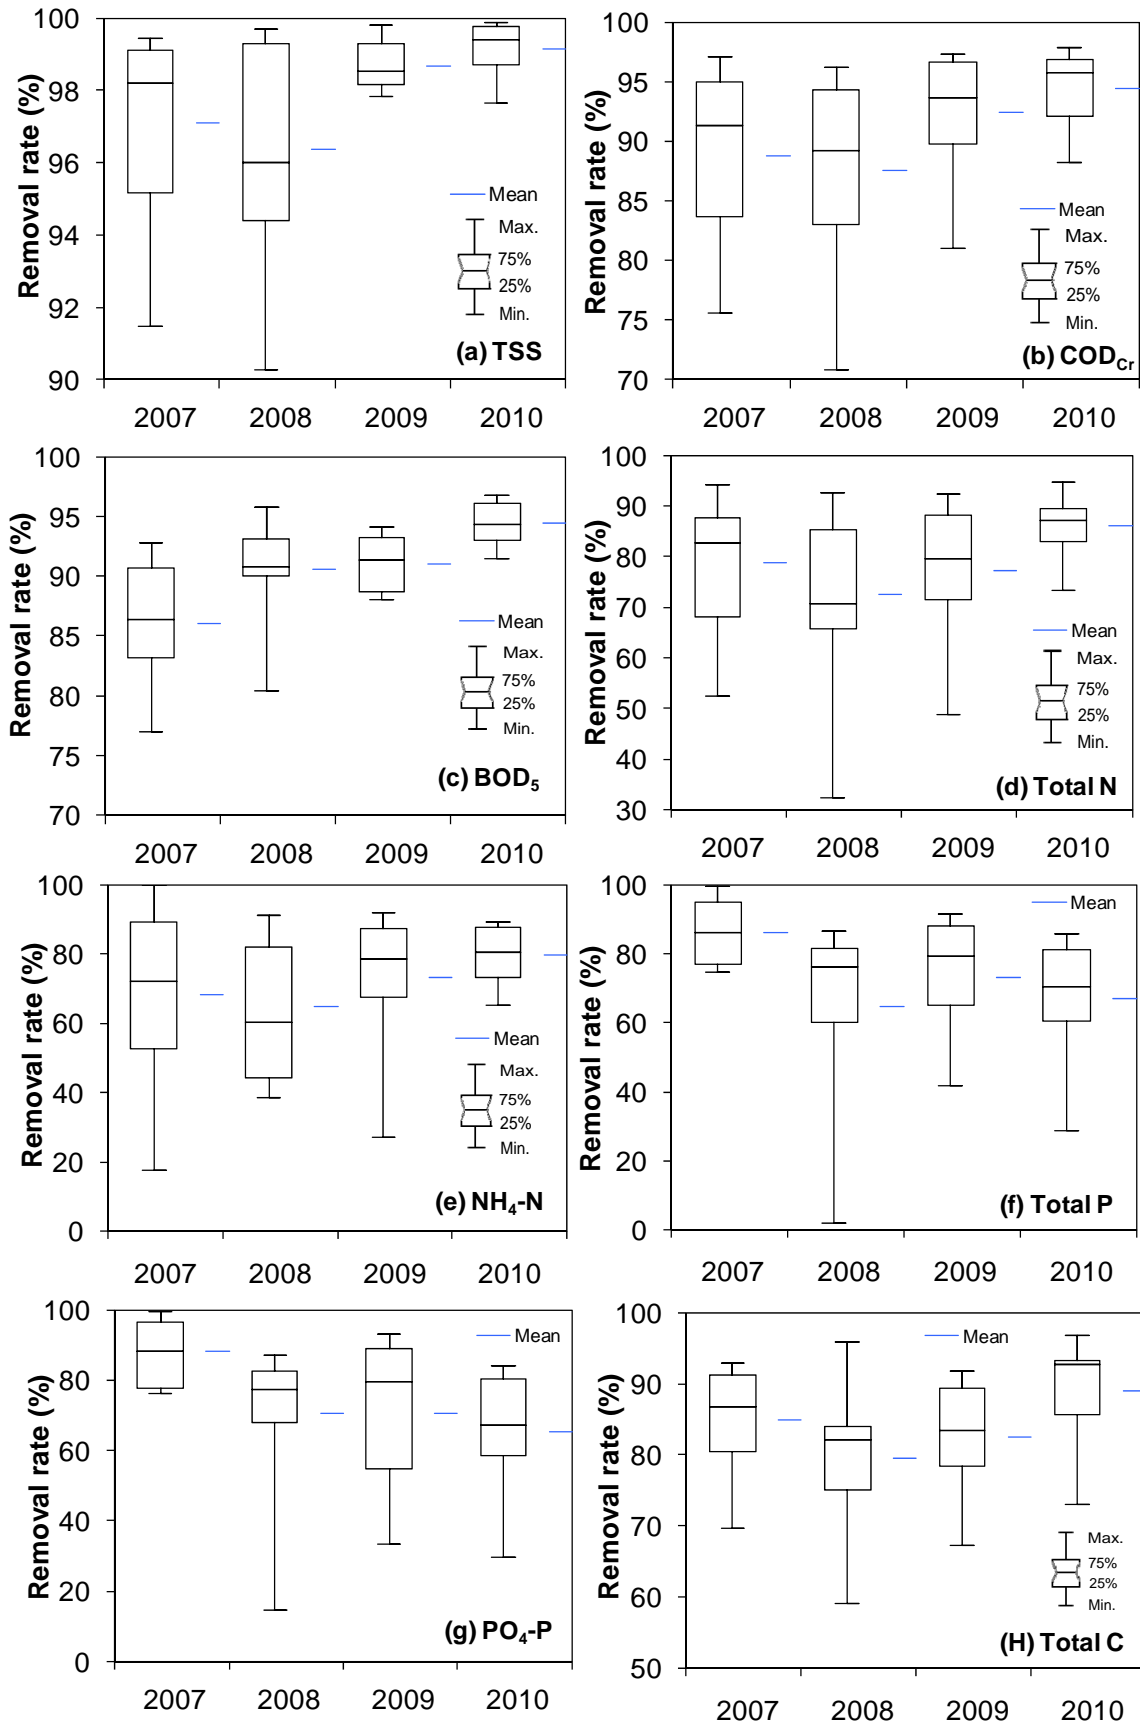 Removal rate (%)
100
98
96
94
92
90
Mean
Max.
75%
25%
Min.
(a) TSS
2007 2008 2009 2010
Removal rate (%)
100
95
90
85
80
75
70
Mean
Max.
75%
25%
Min.
(b) COD_Cr
2007 2008 2009 2010
Removal rate (%)
100
95
90
85
80
75
70
Mean
Max.
75%
25%
Min.
(c) BOD₅
2007 2008 2009 2010
Removal rate (%)
100
90
80
70
60
50
40
30
Mean
Max.
75%
25%
Min.
(d) Total N
2007 2008 2009 2010
Removal rate (%)
100
80
60
40
20
0
Mean
Max.
75%
25%
Min.
(e) NH₄-N
2007 2008 2009 2010
Removal rate (%)
100
80
60
40
20
0
Mean
(f) Total P
2007 2008 2009 2010
Removal rate (%)
100
80
60
40
20
0
Mean
(g) PO₄-P
2007 2008 2009 2010
Removal rate (%)
100
90
80
70
60
50
Mean
Max.
75%
25%
Min.
(H) Total C
2007 2008 2009 2010